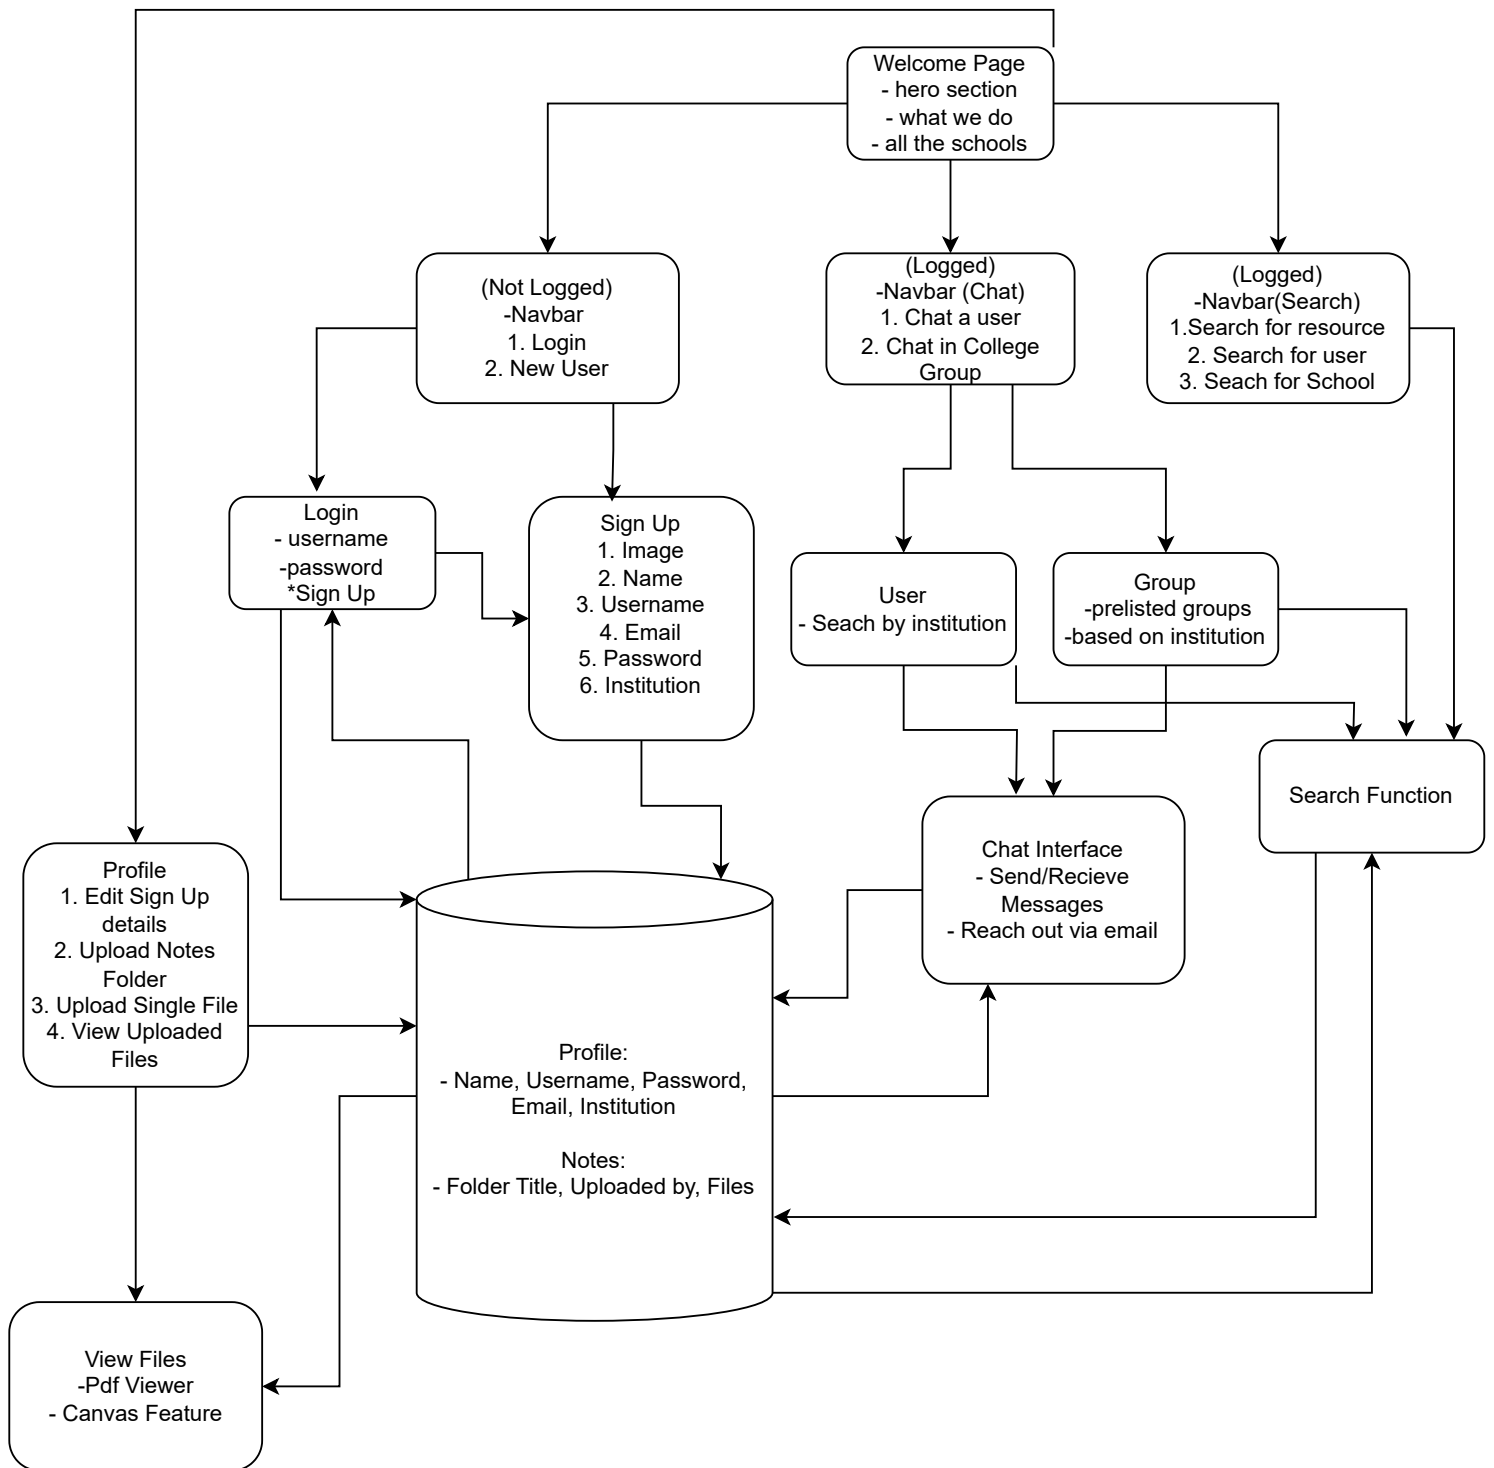 Welcome Page
- hero section
- what we do
- all the schools
(Not Logged)
-Navbar
1. Login
2. New User
(Logged)
-Navbar (Chat)
1. Chat a user
2. Chat in College
Group
(Logged)
-Navbar(Search)
1.Search for resource
2. Search for user
3. Seach for School
Login
- username
-password
*Sign Up
Sign Up
1. Image
2. Name
3. Username
4. Email
5. Password
6. Institution
User
- Seach by institution
Group
-prelisted groups
-based on institution
Search Function
Chat Interface
- Send/Recieve
Messages
- Reach out via email
Profile
1. Edit Sign Up
details
2. Upload Notes
Folder
3. Upload Single File
4. View Uploaded
Files
Profile:
- Name, Username, Password,
Email, Institution
Notes:
- Folder Title, Uploaded by, Files
View Files
-Pdf Viewer
- Canvas Feature